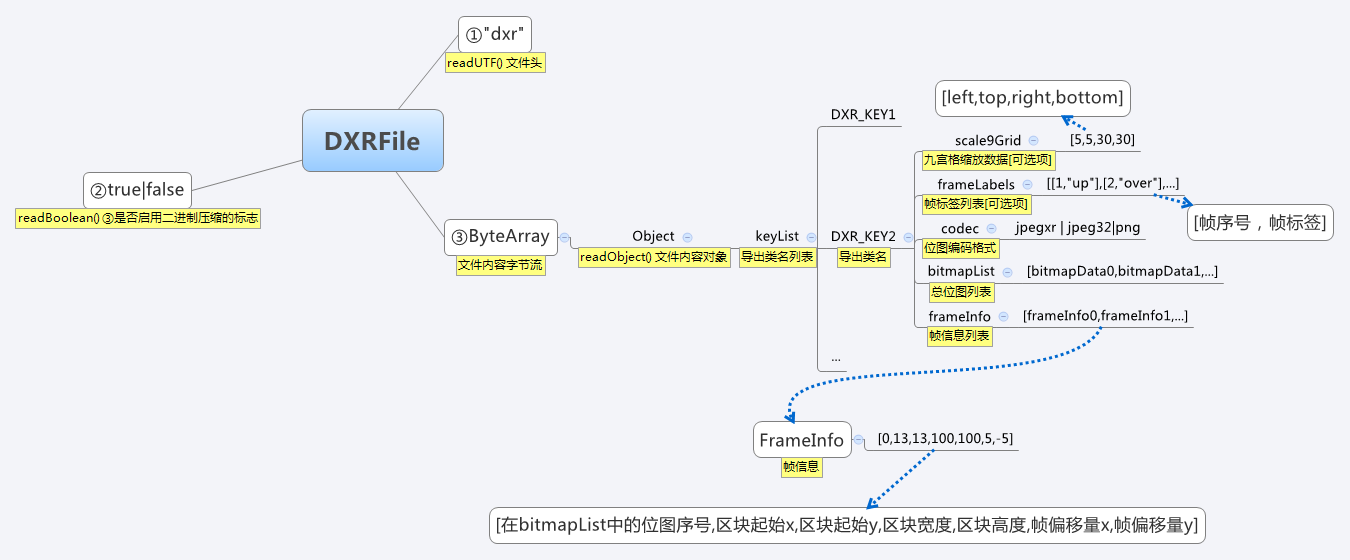 ①"dxr"
readUTF() 文件头
DXRFile
②true|false
readBoolean() ③是否启用二进制压缩的标志
③ByteArray
文件内容字节流
Object
readObject() 文件内容对象
keyList
导出类名列表
DXR_KEY1
DXR_KEY2
导出类名
...
[left,top,right,bottom]
scale9Grid
[5,5,30,30]
九宫格缩放数据[可选项]
frameLabels
[[1,"up"],[2,"over"],...]
帧标签列表[可选项]
[帧序号，帧标签]
codec
jpegxr | jpeg32|png
位图编码格式
bitmapList
[bitmapData0,bitmapData1,...]
总位图列表
frameInfo
[frameInfo0,frameInfo1,...]
帧信息列表
FrameInfo
[0,13,13,100,100,5,-5]
帧信息
[在bitmapList中的位图序号,区块起始x,区块起始y,区块宽度,区块高度,帧偏移量x,帧偏移量y]